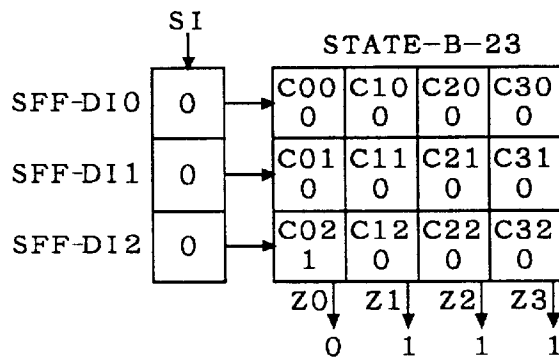 SI
STATE-B-23
SFF-DI0 0 C00 C10 C20 C30
0 0 0 0
SFF-DI1 0 C01 C11 C21 C31
0 0 0 0
SFF-DI2 0 C02 C12 C22 C32
1 0 0 0
Z0 Z1 Z2 Z3
0 1 1 1